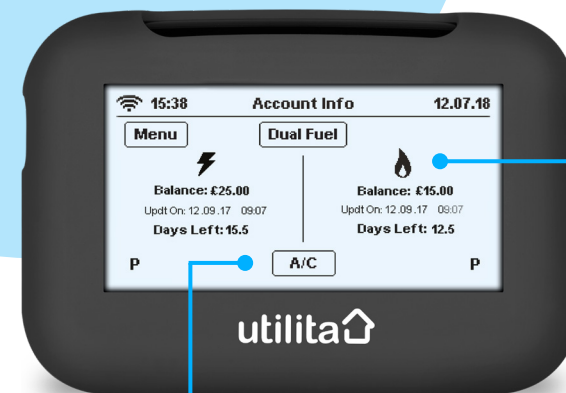 15:38 Account Info 12.07.18
Menu Dual Fuel
Balance: £25.00 Balance: £15.00
Updt On: 12.09.17 09:07 Updt On: 12.09.17 09:07
Days Left: 15.5 Days Left: 12.5
P A/C P
utilita